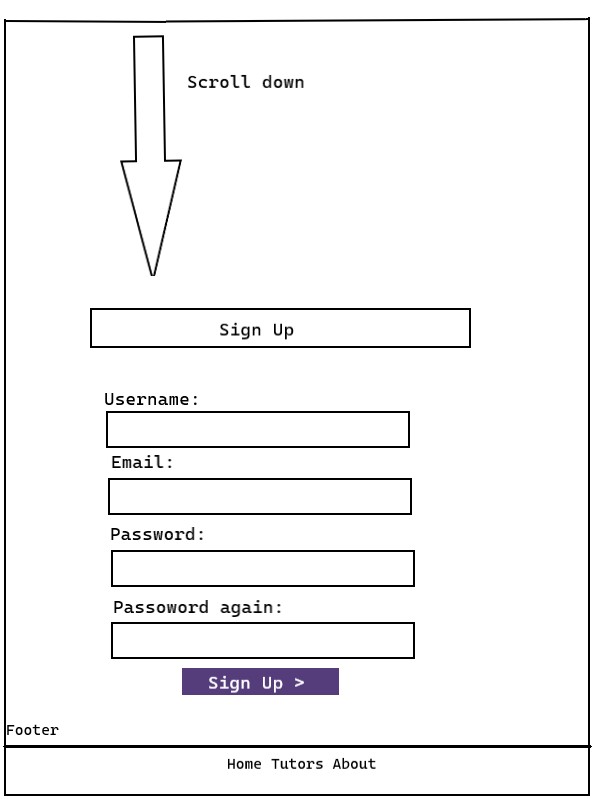 Scroll down
Sign Up
Username:
Email:
Password:
Passoword again:
Sign Up >
Footer
Home Tutors About